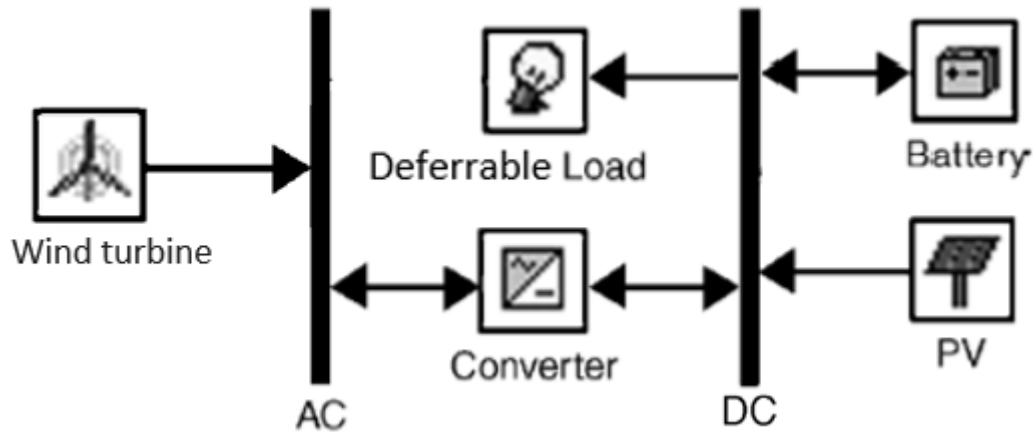 Deferrable Load
Battery
Wind turbine
Converter
PV
AC
DC